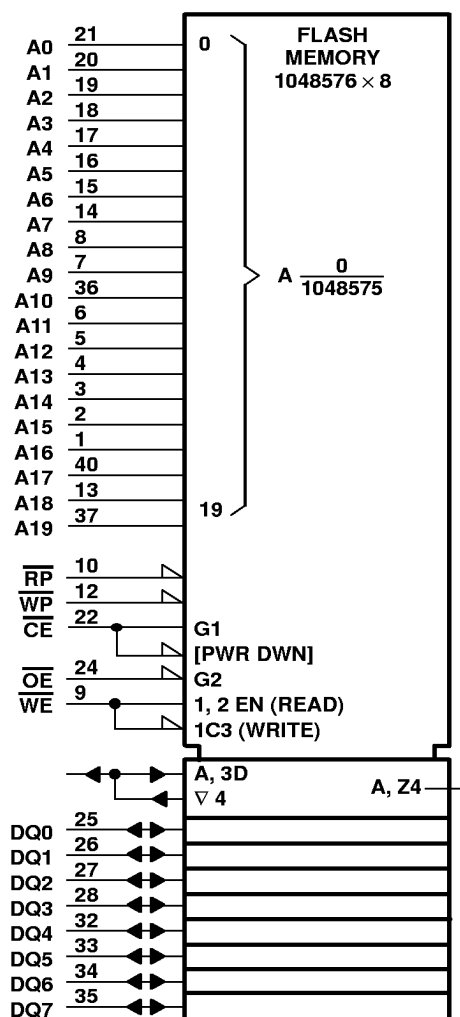 FLASH
MEMORY
1048576 × 8
A0 21 0
A1 20
A2 19
A3 18
A4 17
A5 16
A6 15
A7 14
A8 8
A9 7
A 0
1048575
A10 36
A11 6
A12 5
A13 4
A14 3
A15 2
A16 1
A17 40
A18 13 19
A19 37
RP 10
WP 12
CE 22 G1
[PWR DWN]
OE 24 G2
WE 9 1, 2 EN (READ)
1C3 (WRITE)
A, 3D
∇ 4 A, Z4
DQ0 25
DQ1 26
DQ2 27
DQ3 28
DQ4 32
DQ5 33
DQ6 34
DQ7 35